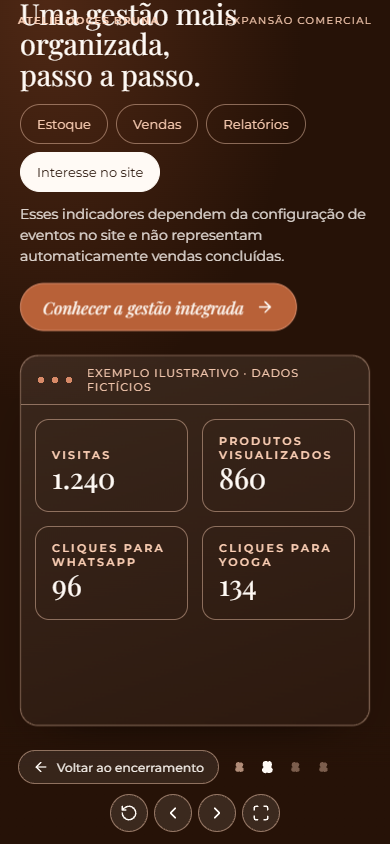 Uma gestão mais
EXPANSÃO COMERCIAL
organizada,
passo a passo.
Estoque
Vendas
Relatórios
Interesse no site
Esses indicadores dependem da configuração de
eventos no site e não representam
automaticamente vendas concluídas.
Conhecer a gestão integrada
EXEMPLO ILUSTRATIVO · DADOS
FICTÍCIOS
VISITAS
1.240
PRODUTOS
VISUALIZADOS
860
CLIQUES PARA
WHATSAPP
96
CLIQUES PARA
YOOGA
134
Voltar ao encerramento